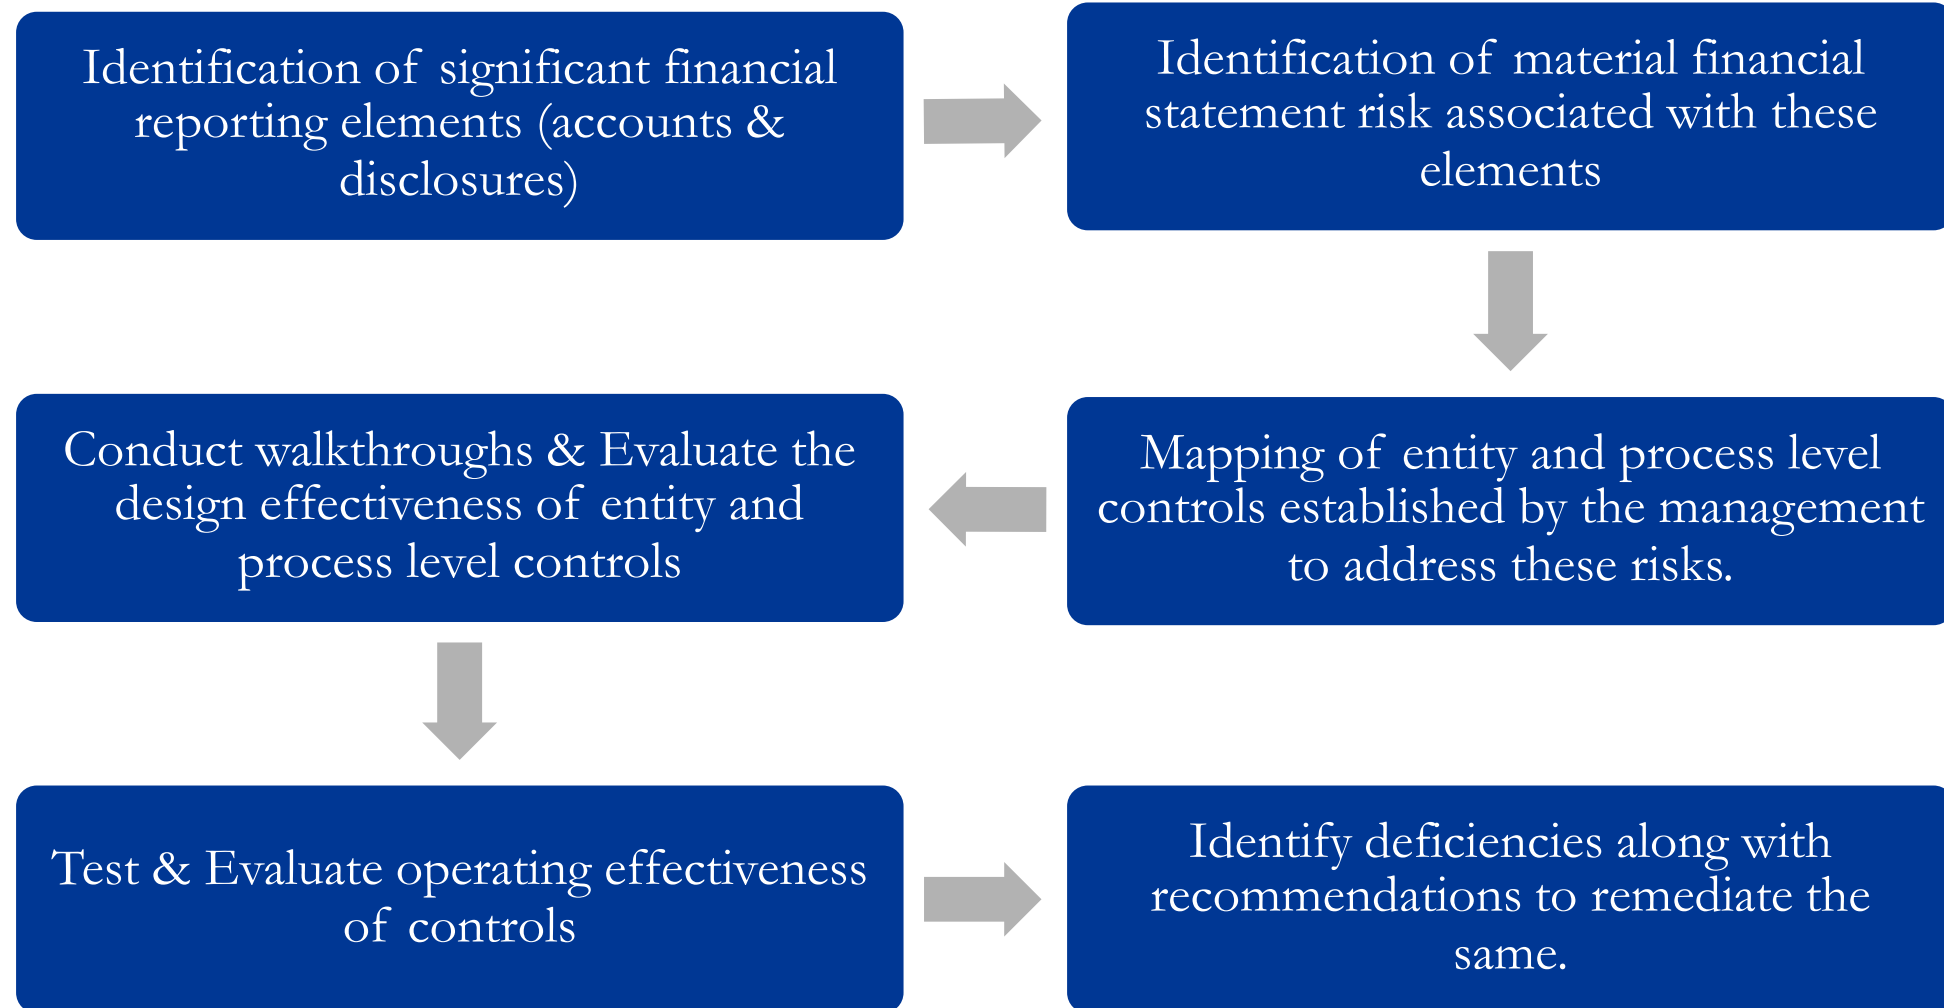 Identification of significant financial
reporting elements (accounts &
disclosures)
Identification of material financial
statement risk associated with these
elements
Mapping of entity and process level
controls established by the management
to address these risks.
Conduct walkthroughs & Evaluate the
design effectiveness of entity and
process level controls
Test & Evaluate operating effectiveness
of controls
Identify deficiencies along with
recommendations to remediate the
same.